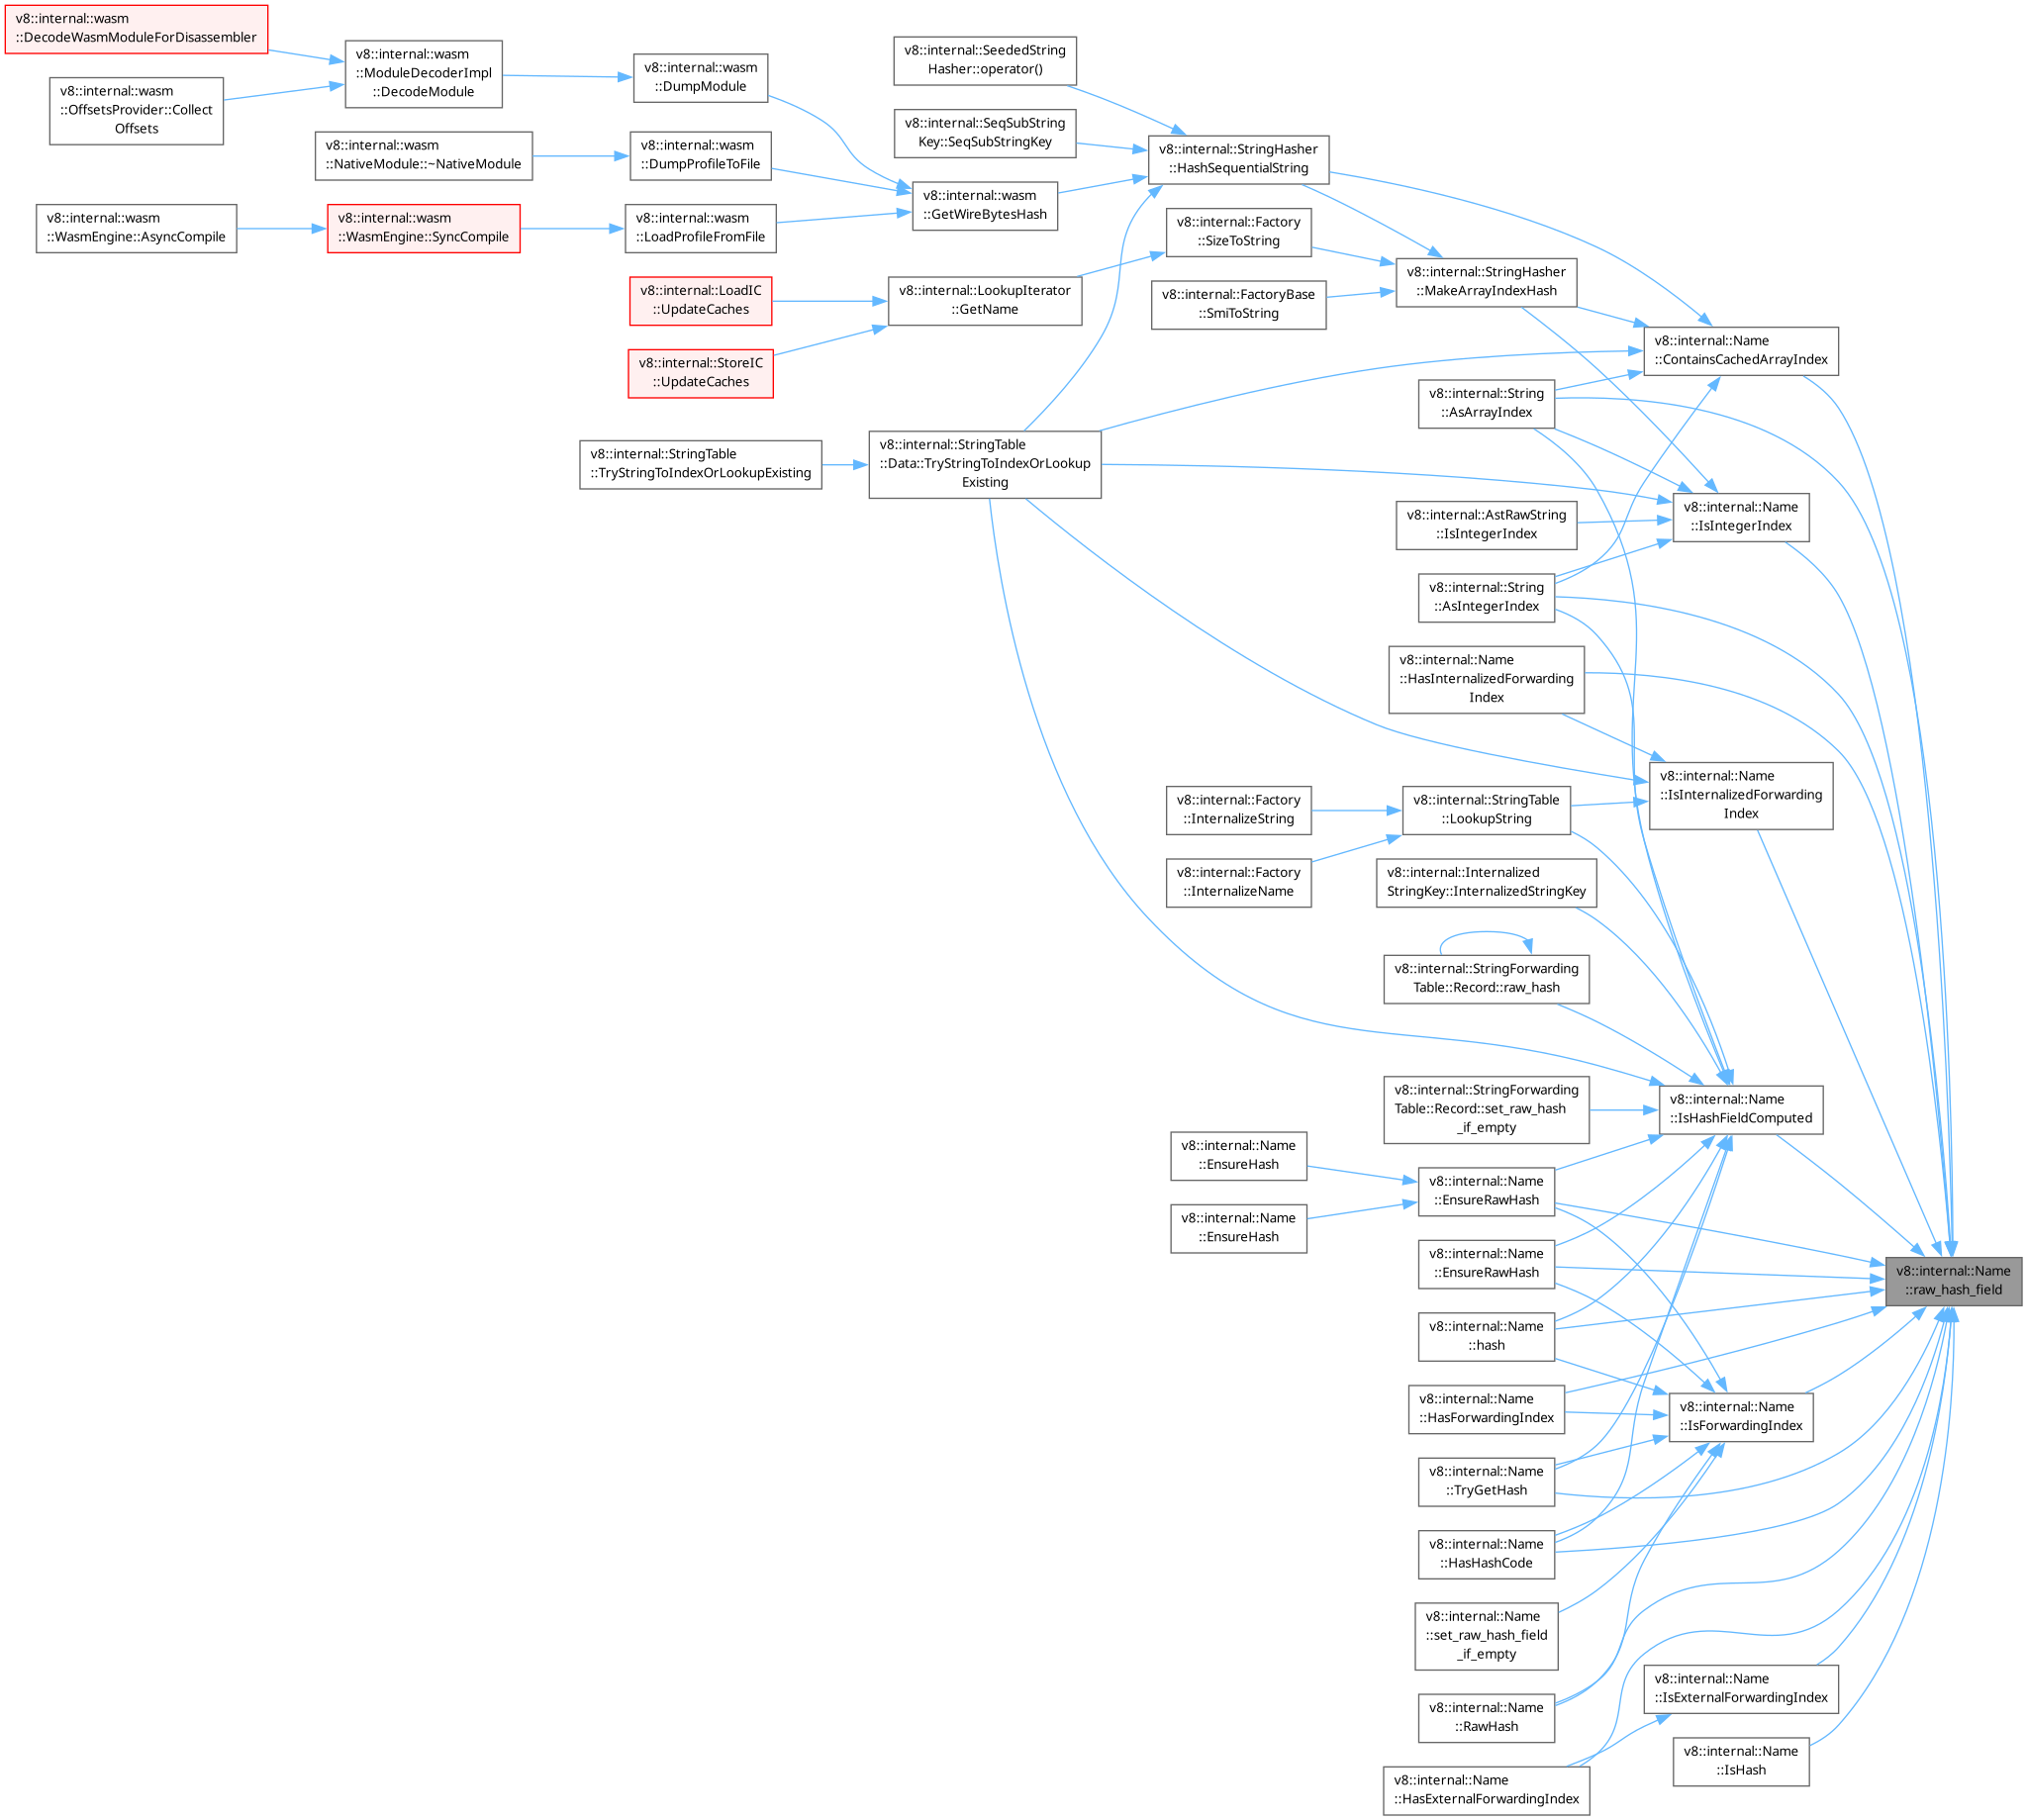 v8::internal::wasm
::DecodeWasmModuleForDisassembler
v8::internal::wasm
::OffsetsProvider::Collect
Offsets
v8::internal::wasm
::ModuleDecoderImpl
::DecodeModule
v8::internal::wasm
::NativeModule::~NativeModule
v8::internal::wasm
::WasmEngine::AsyncCompile
v8::internal::wasm
::WasmEngine::SyncCompile
v8::internal::wasm
::DumpModule
v8::internal::wasm
::DumpProfileToFile
v8::internal::wasm
::LoadProfileFromFile
v8::internal::LoadIC
::UpdateCaches
v8::internal::StoreIC
::UpdateCaches
v8::internal::StringTable
::TryStringToIndexOrLookupExisting
v8::internal::SeededString
Hasher::operator()
v8::internal::SeqSubString
Key::SeqSubStringKey
v8::internal::wasm
::GetWireBytesHash
v8::internal::LookupIterator
::GetName
v8::internal::StringTable
::Data::TryStringToIndexOrLookup
Existing
v8::internal::StringHasher
::HashSequentialString
v8::internal::Factory
::SizeToString
v8::internal::FactoryBase
::SmiToString
v8::internal::Factory
::InternalizeString
v8::internal::Factory
::InternalizeName
v8::internal::Name
::EnsureHash
v8::internal::Name
::EnsureHash
v8::internal::StringHasher
::MakeArrayIndexHash
v8::internal::String
::AsArrayIndex
v8::internal::AstRawString
::IsIntegerIndex
v8::internal::String
::AsIntegerIndex
v8::internal::Name
::HasInternalizedForwarding
Index
v8::internal::StringTable
::LookupString
v8::internal::Internalized
StringKey::InternalizedStringKey
v8::internal::StringForwarding
Table::Record::raw_hash
v8::internal::StringForwarding
Table::Record::set_raw_hash
_if_empty
v8::internal::Name
::EnsureRawHash
v8::internal::Name
::EnsureRawHash
v8::internal::Name
::hash
v8::internal::Name
::HasForwardingIndex
v8::internal::Name
::TryGetHash
v8::internal::Name
::HasHashCode
v8::internal::Name
::set_raw_hash_field
_if_empty
v8::internal::Name
::RawHash
v8::internal::Name
::HasExternalForwardingIndex
v8::internal::Name
::ContainsCachedArrayIndex
v8::internal::Name
::IsIntegerIndex
v8::internal::Name
::IsInternalizedForwarding
Index
v8::internal::Name
::IsHashFieldComputed
v8::internal::Name
::IsForwardingIndex
v8::internal::Name
::IsExternalForwardingIndex
v8::internal::Name
::IsHash
v8::internal::Name
::raw_hash_field